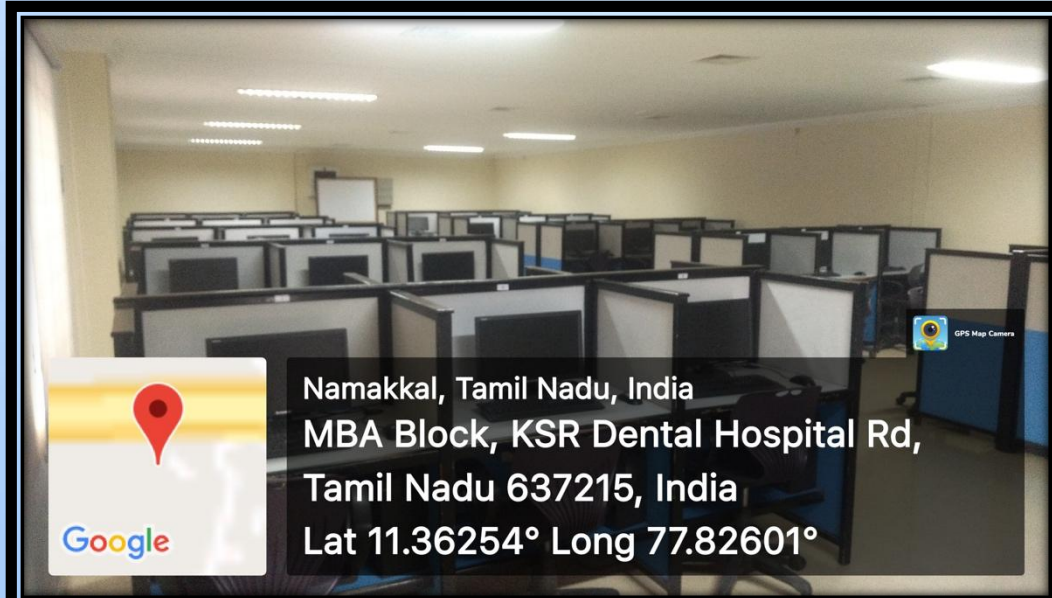 GPS Map Camera
Namakkal, Tamil Nadu, India
MBA Block, KSR Dental Hospital Rd,
Tamil Nadu 637215, India
Lat 11.36254° Long 77.82601°
Google